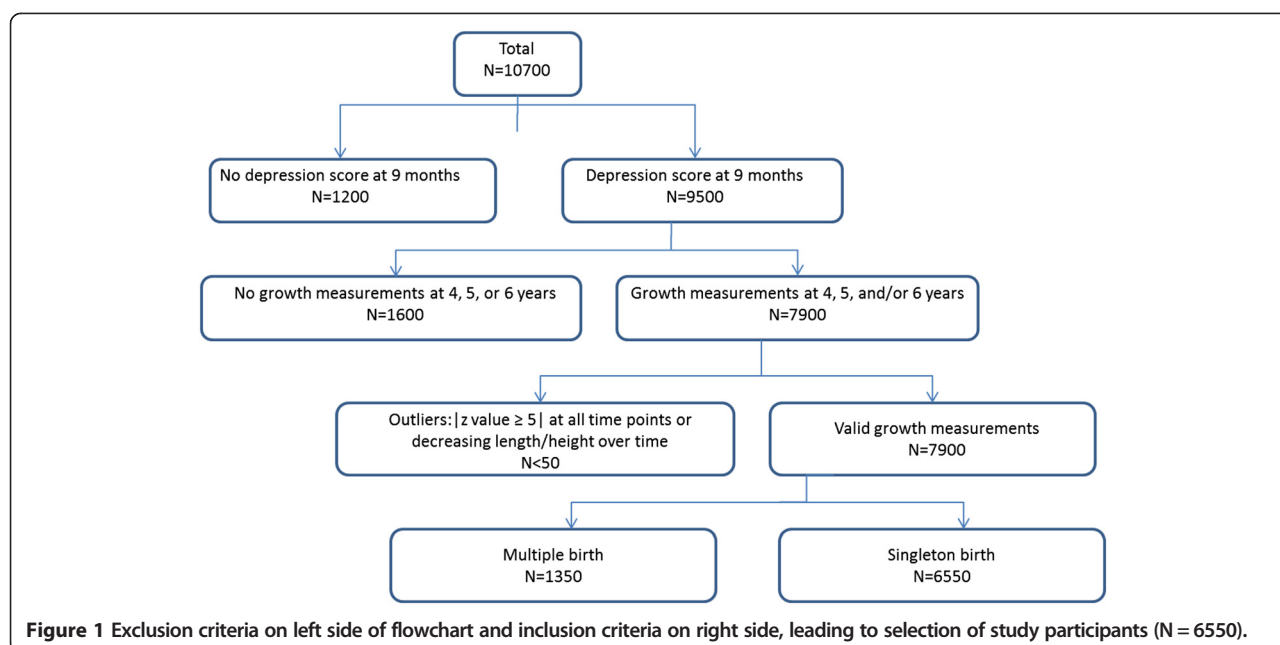 Total
N=10700
No depression score at 9 months
N=1200
Depression score at 9 months
N=9500
No growth measurements at 4, 5, or 6 years
N=1600
Growth measurements at 4, 5, and/or 6 years
N=7900
Outliers:|z value ≥ 5| at all time points or
decreasing length/height over time
N<50
Valid growth measurements
N=7900
Multiple birth
N=1350
Singleton birth
N=6550
Figure 1 Exclusion criteria on left side of flowchart and inclusion criteria on right side, leading to selection of study participants (N = 6550).